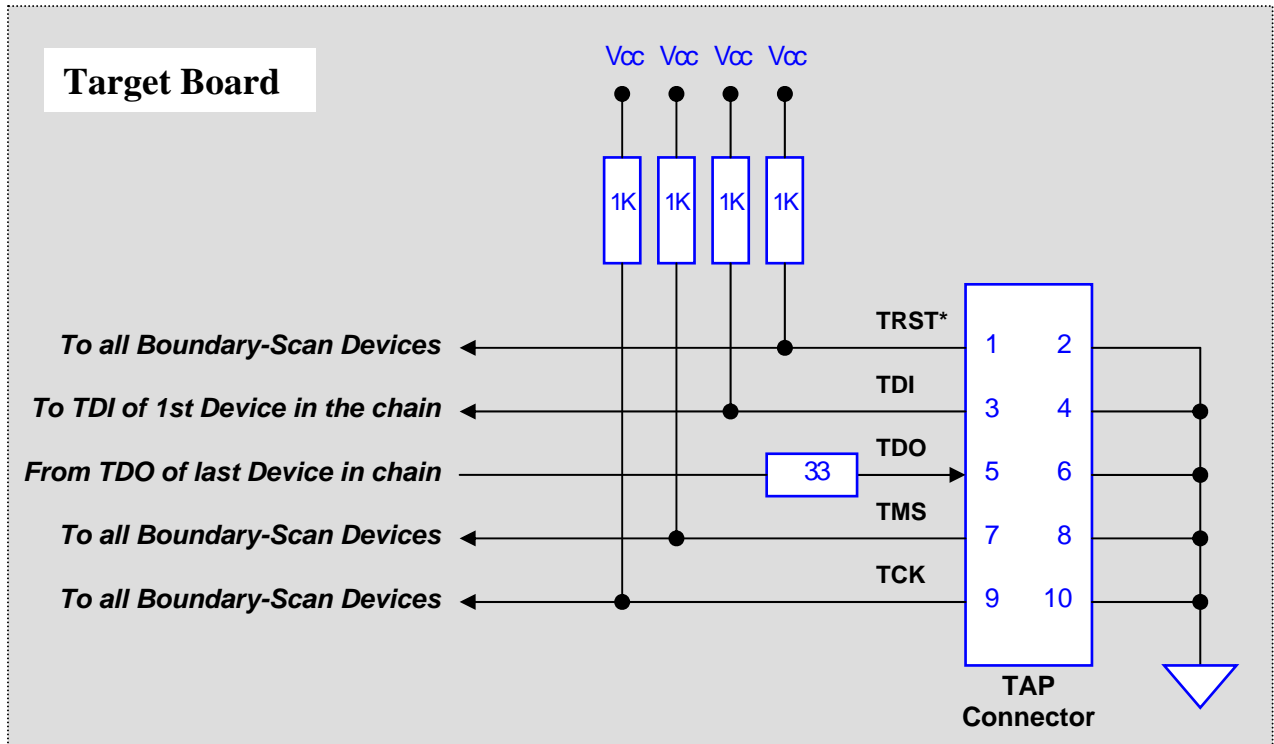 Target Board
Vcc Vcc Vcc Vcc
1K 1K 1K 1K
TRST*
To all Boundary-Scan Devices
1 2
TDI
To TDI of 1st Device in the chain
3 4
TDO
From TDO of last Device in chain
33
5 6
TMS
To all Boundary-Scan Devices
7 8
TCK
To all Boundary-Scan Devices
9 10
TAP
Connector